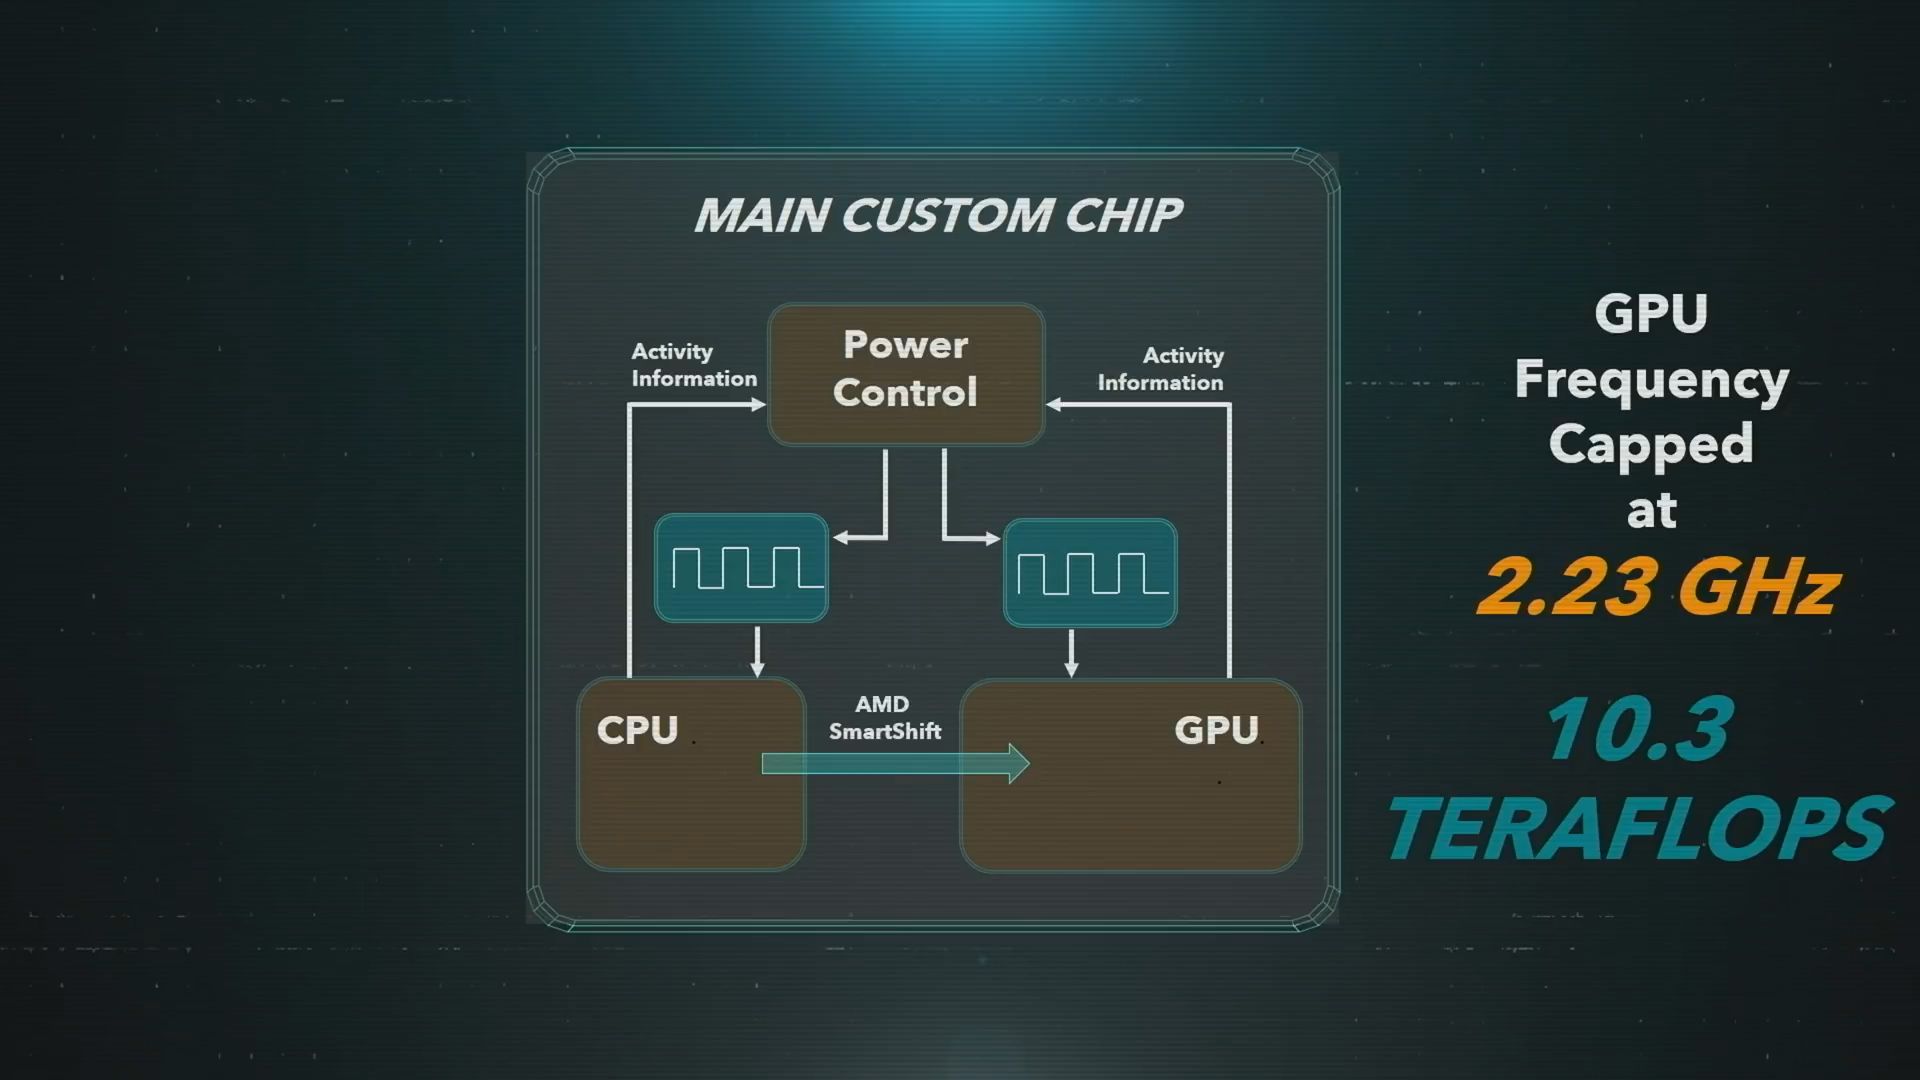 MAIN CUSTOM CHIP
Power
Control
Activity
Information
Activity
Information
CPU
AMD
SmartShift
GPU
GPU
Frequency
Capped
at
2.23 GHz
10.3
TERAFLOPS